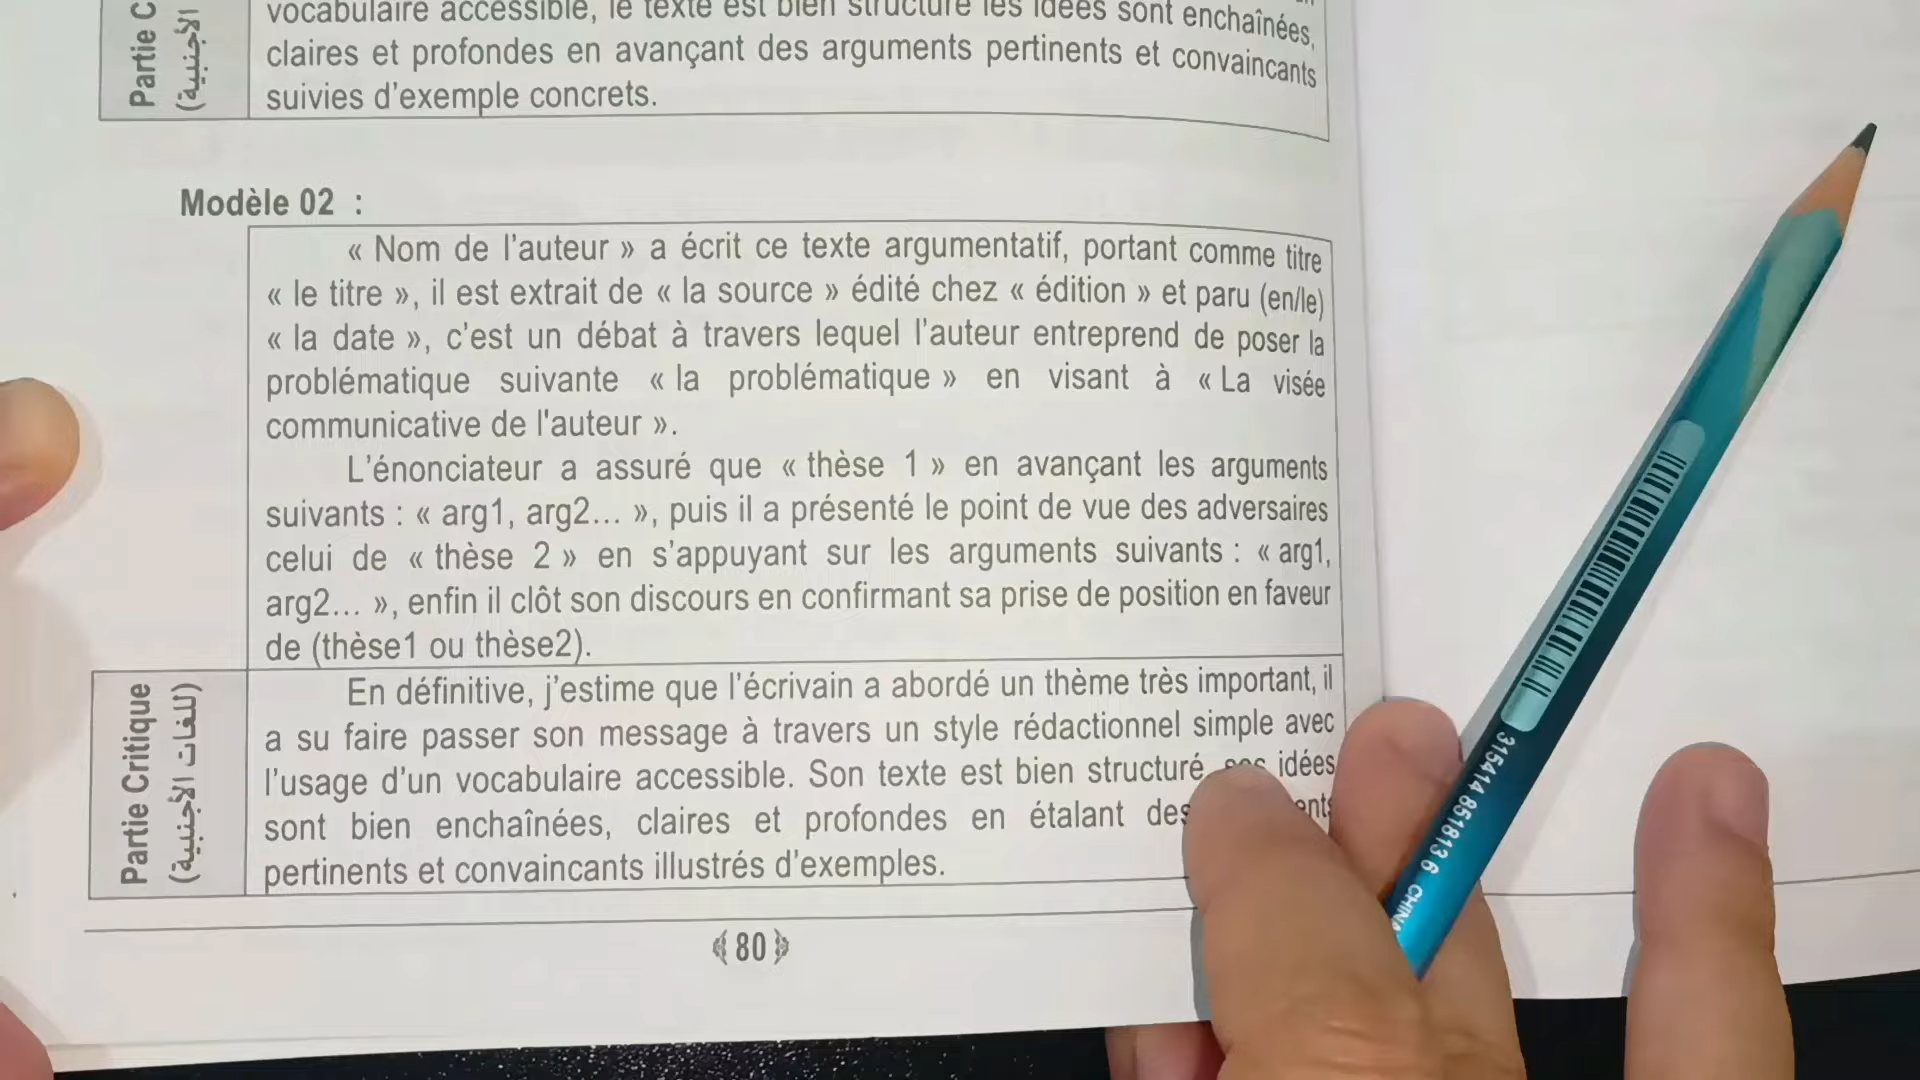 vocabulaire accessible, le texte est bien structuré les idées sont enchaînées,
claires et profondes en avançant des arguments pertinents et convaincants
suivies d'exemple concrets.
Partie C
الأجنبية)
Modèle 02 :
« Nom de l'auteur » a écrit ce texte argumentatif, portant comme titre
« le titre », il est extrait de « la source » édité chez « édition » et paru (en/le)
« la date », c'est un débat à travers lequel l'auteur entreprend de poser la
problématique suivante « la problématique » en visant à « La visée
communicative de l'auteur ».
L'énonciateur a assuré que « thèse 1 » en avançant les arguments
suivants : « arg1, arg2... », puis il a présenté le point de vue des adversaires
celui de « thèse 2 » en s'appuyant sur les arguments suivants : « arg1,
arg2... », enfin il clôt son discours en confirmant sa prise de position en faveur
de (thèse1 ou thèse2).
Partie Critique
(اللغات الأجنبية)
En définitive, j'estime que l'écrivain a abordé un thème très important, il
a su faire passer son message à travers un style rédactionnel simple avec
l'usage d'un vocabulaire accessible. Son texte est bien structuré idées
sont bien enchaînées, claires et profondes en étalant des
pertinents et convaincants illustrés d'exemples.
80
315414 851813 6 CHINA